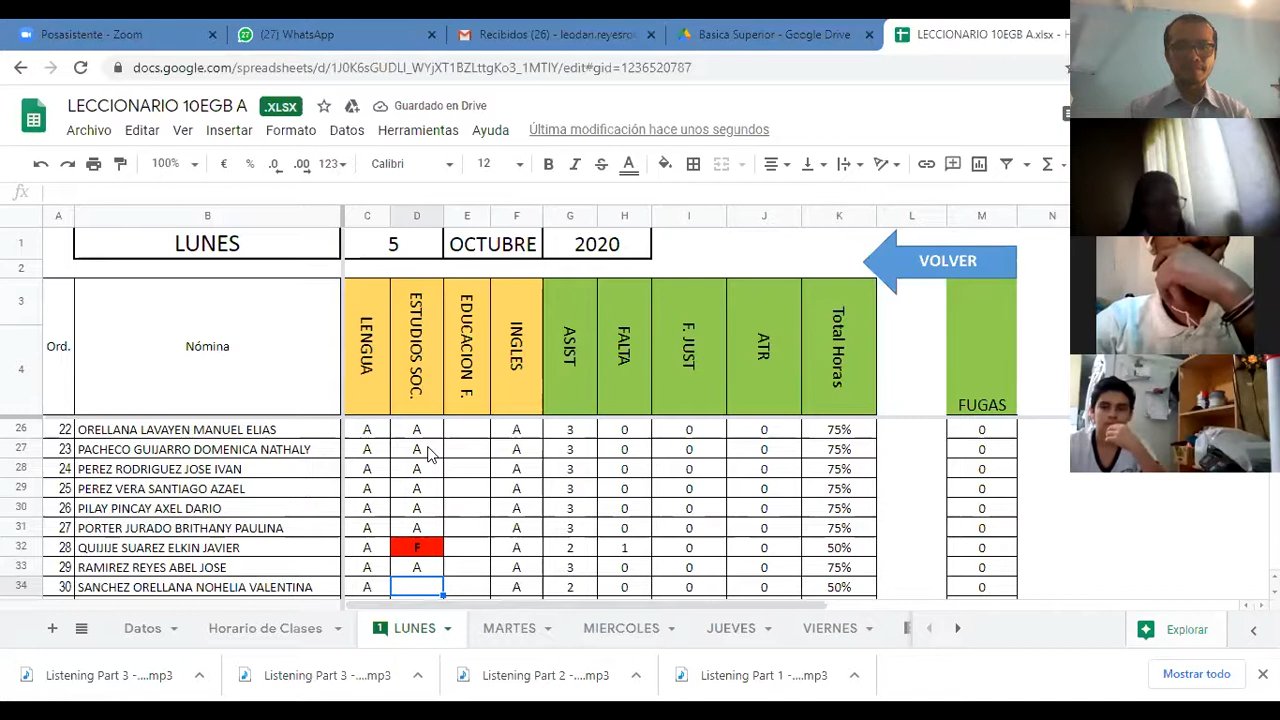 Posasistente - Zoom
(27) WhatsApp
Recibidos (26) - leodan.reyesro
Basica Superior - Google Drive
LECCIONARIO 10EGB A.xlsx - H
docs.google.com/spreadsheets/d/1J0K6sGUDLI_WYjXT1BZLttgKo3_1MTIY/edit#gid=1236520787
LECCIONARIO 10EGB A .XLSX Guardado en Drive
Archivo Editar Ver Insertar Formato Datos Herramientas Ayuda Última modificación hace unos segundos
100% € % .0 .00 123 Calibri 12 B I S A Σ
fx
A B C D E F G H I J K L M N
1 LUNES 5 OCTUBRE 2020
2 VOLVER
3 4 Ord. Nómina LENGUA ESTUDIOS SOC. EDUCACION F. INGLES ASIST FALTA F. JUST ATR Total Horas FUGAS
26 22 ORELLANA LAVAYEN MANUEL ELIAS A A A 3 0 0 0 75% 0
27 23 PACHECO GUIJARRO DOMENICA NATHALY A A A 3 0 0 0 75% 0
28 24 PEREZ RODRIGUEZ JOSE IVAN A A A 3 0 0 0 75% 0
29 25 PEREZ VERA SANTIAGO AZAEL A A A 3 0 0 0 75% 0
30 26 PILAY PINCAY AXEL DARIO A A A 3 0 0 0 75% 0
31 27 PORTER JURADO BRITHANY PAULINA A A A 3 0 0 0 75% 0
32 28 QUIJIJE SUAREZ ELKIN JAVIER A F A 2 1 0 0 50% 0
33 29 RAMIREZ REYES ABEL JOSE A A A 3 0 0 0 75% 0
34 30 SANCHEZ ORELLANA NOHELIA VALENTINA A A 2 0 0 0 50% 0
Datos Horario de Clases 1 LUNES MARTES MIERCOLES JUEVES VIERNES Explorar
Listening Part 3 -....mp3
Listening Part 3 -....mp3
Listening Part 2 -....mp3
Listening Part 1 -....mp3
Mostrar todo